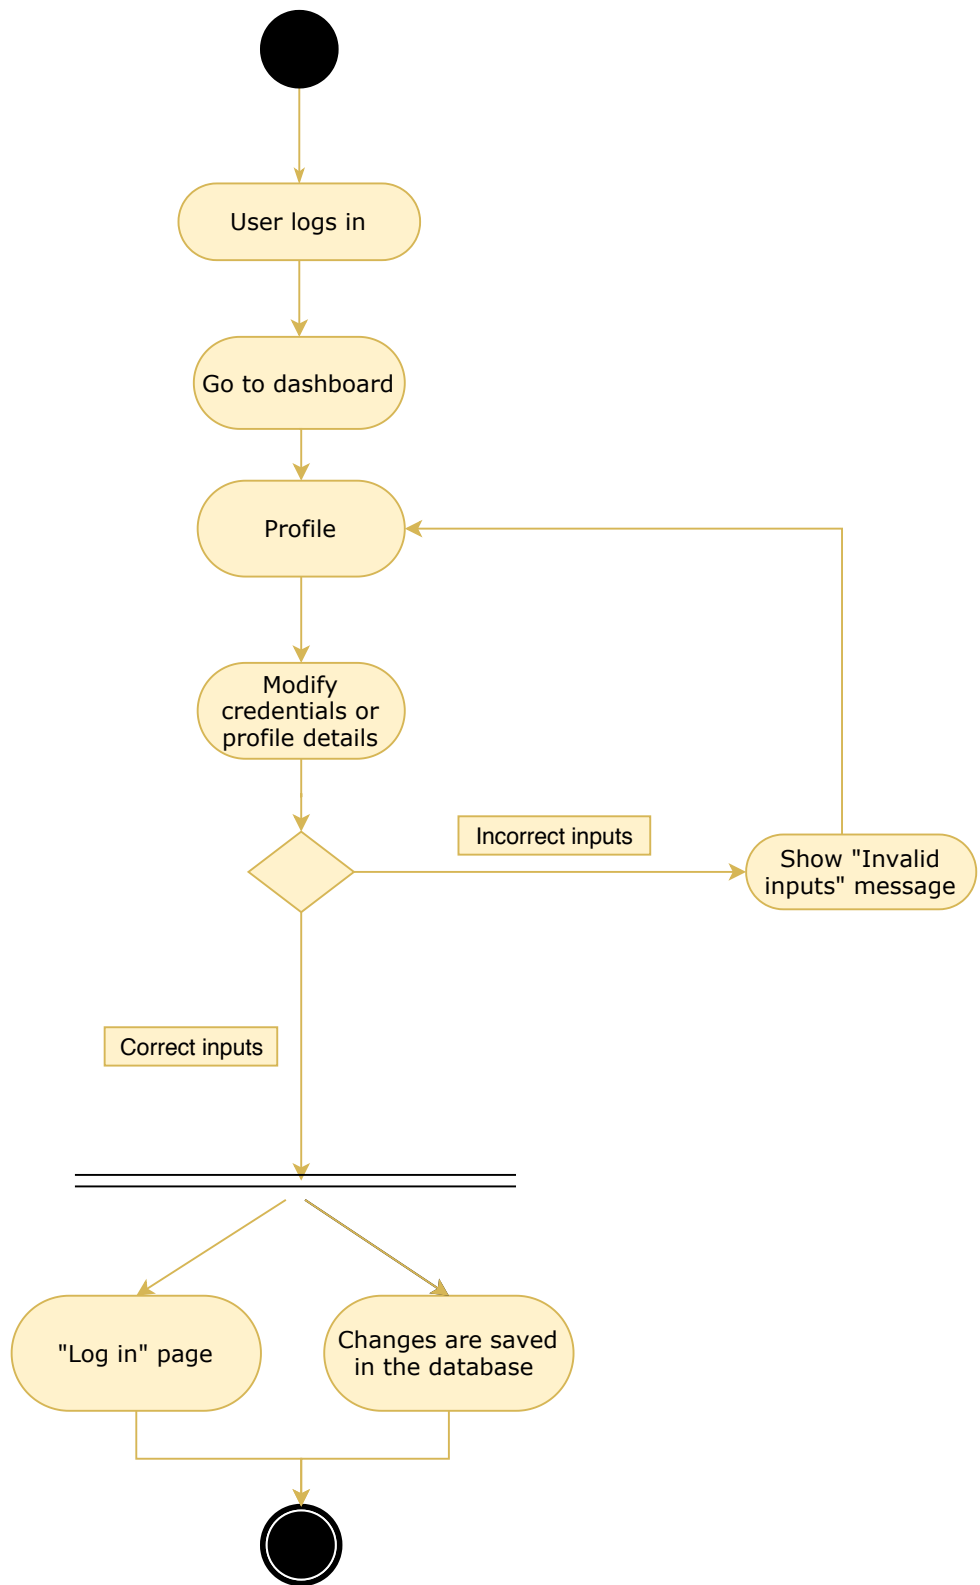 User logs in
Go to dashboard
Profile
Modify
credentials or
profile details
Incorrect inputs
Show "Invalid
inputs" message
Correct inputs
"Log in" page
Changes are saved
in the database